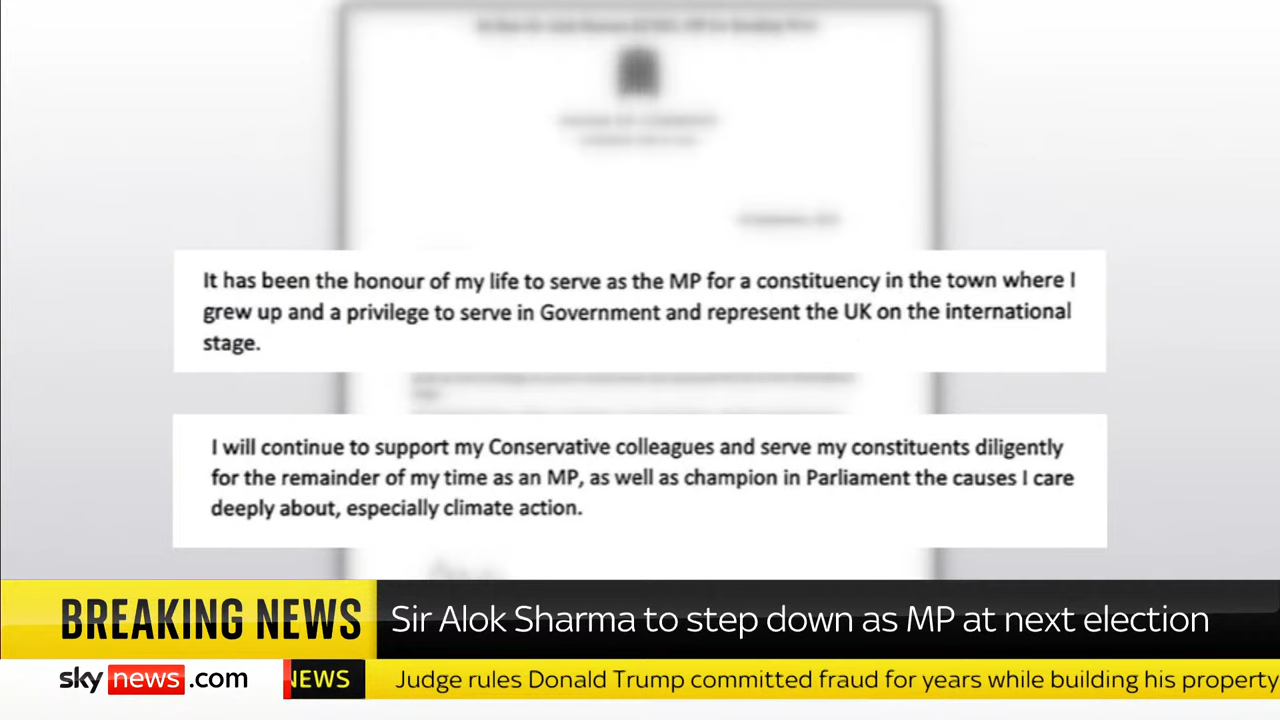 It has been the honour of my life to serve as the MP for a constituency in the town where I
grew up and a privilege to serve in Government and represent the UK on the international
stage.
I will continue to support my Conservative colleagues and serve my constituents diligently
for the remainder of my time as an MP, as well as champion in Parliament the causes I care
deeply about, especially climate action.
BREAKING NEWS Sir Alok Sharma to step down as MP at next election
sky news .com NEWS Judge rules Donald Trump committed fraud for years while building his property